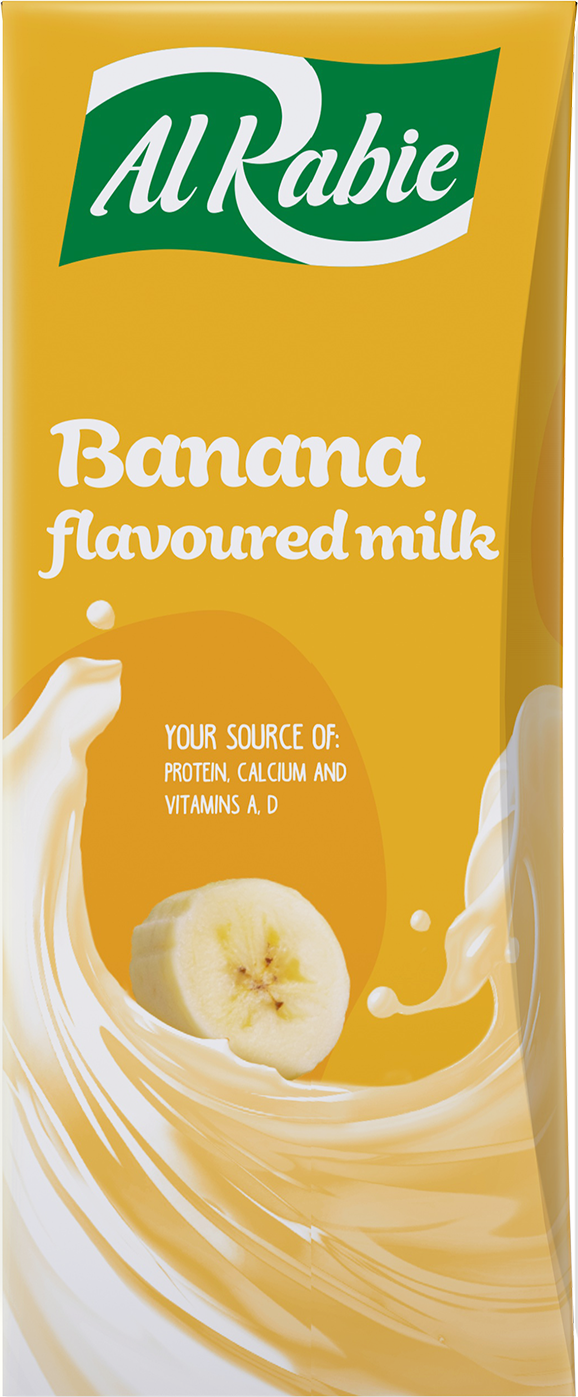 Al Rabie
Banana
flavoured milk
YOUR SOURCE OF:
PROTEIN, CALCIUM AND
VITAMINS A, D